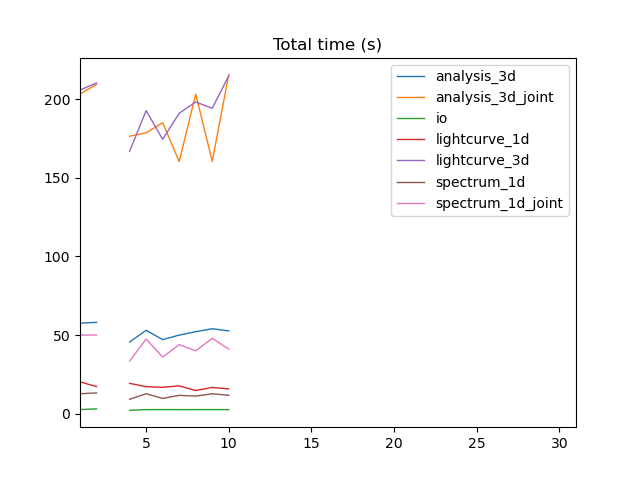 Total time (s)
analysis_3d
analysis_3d_joint
io
lightcurve_1d
lightcurve_3d
spectrum_1d
spectrum_1d_joint
200
150
100
50
0
5 10 15 20 25 30